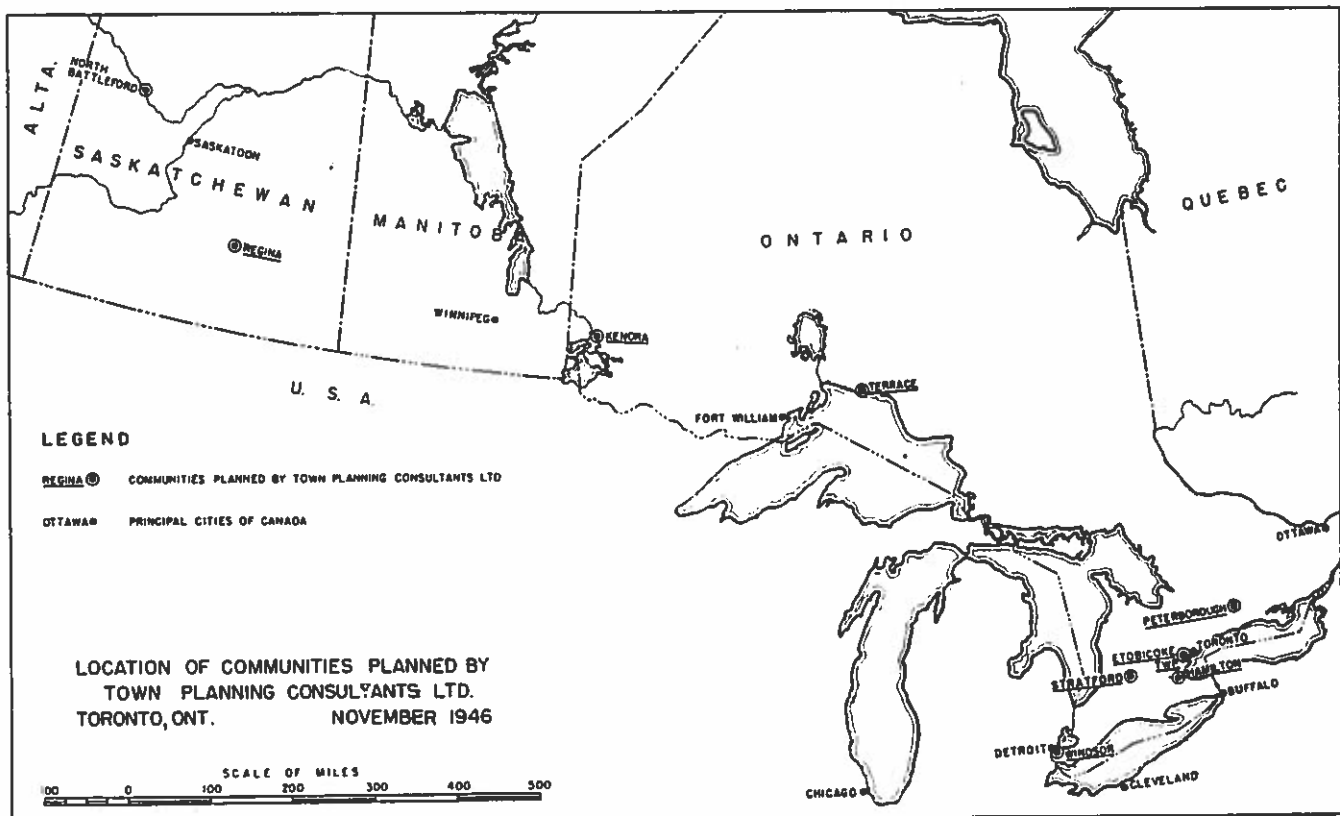 ALTA.
NORTH
BATTLEFORD
SASKATOON
SASKATCHEWAN
REGINA
MANITOBA
WINNIPEG
KENORA
ONTARIO
QUEBEC
U. S. A.
TERRACE
FORT WILLIAM
LEGEND
REGINA COMMUNITIES PLANNED BY TOWN PLANNING CONSULTANTS LTD
OTTAWA PRINCIPAL CITIES OF CANADA
OTTAWA
PETERBOROUGH
ETOBICOKE
TWP
TORONTO
HAMILTON
STRATFORD
BUFFALO
DETROIT
WINDSOR
CLEVELAND
CHICAGO
LOCATION OF COMMUNITIES PLANNED BY
TOWN PLANNING CONSULTANTS LTD.
TORONTO, ONT. NOVEMBER 1946
SCALE OF MILES
100 0 100 200 300 400 500